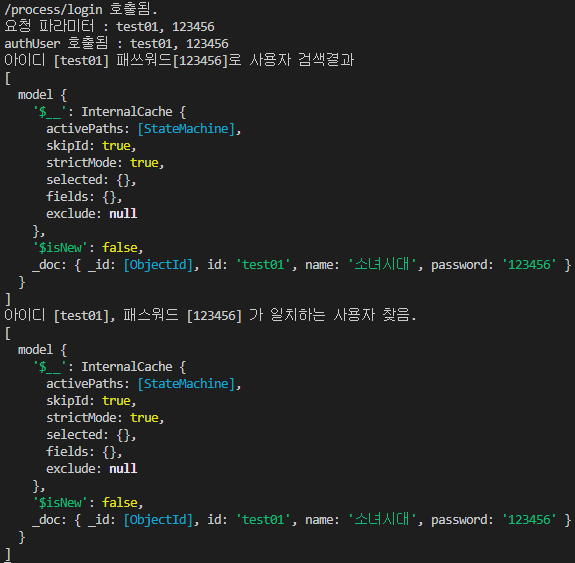 /process/login 호출됨.
요청 파라미터 : test01, 123456
authUser 호출됨 : test01, 123456
아이디 [test01] 패쓰워드[123456]로 사용자 검색결과
[
  model {
    '$__': InternalCache {
      activePaths: [StateMachine],
      skipId: true,
      strictMode: true,
      selected: {},
      fields: {},
      exclude: null
    },
    '$isNew': false,
    _doc: { _id: [ObjectId], id: 'test01', name: '소녀시대', password: '123456' }
  }
]
아이디 [test01], 패스워드 [123456] 가 일치하는 사용자 찾음.
[
  model {
    '$__': InternalCache {
      activePaths: [StateMachine],
      skipId: true,
      strictMode: true,
      selected: {},
      fields: {},
      exclude: null
    },
    '$isNew': false,
    _doc: { _id: [ObjectId], id: 'test01', name: '소녀시대', password: '123456' }
  }
]